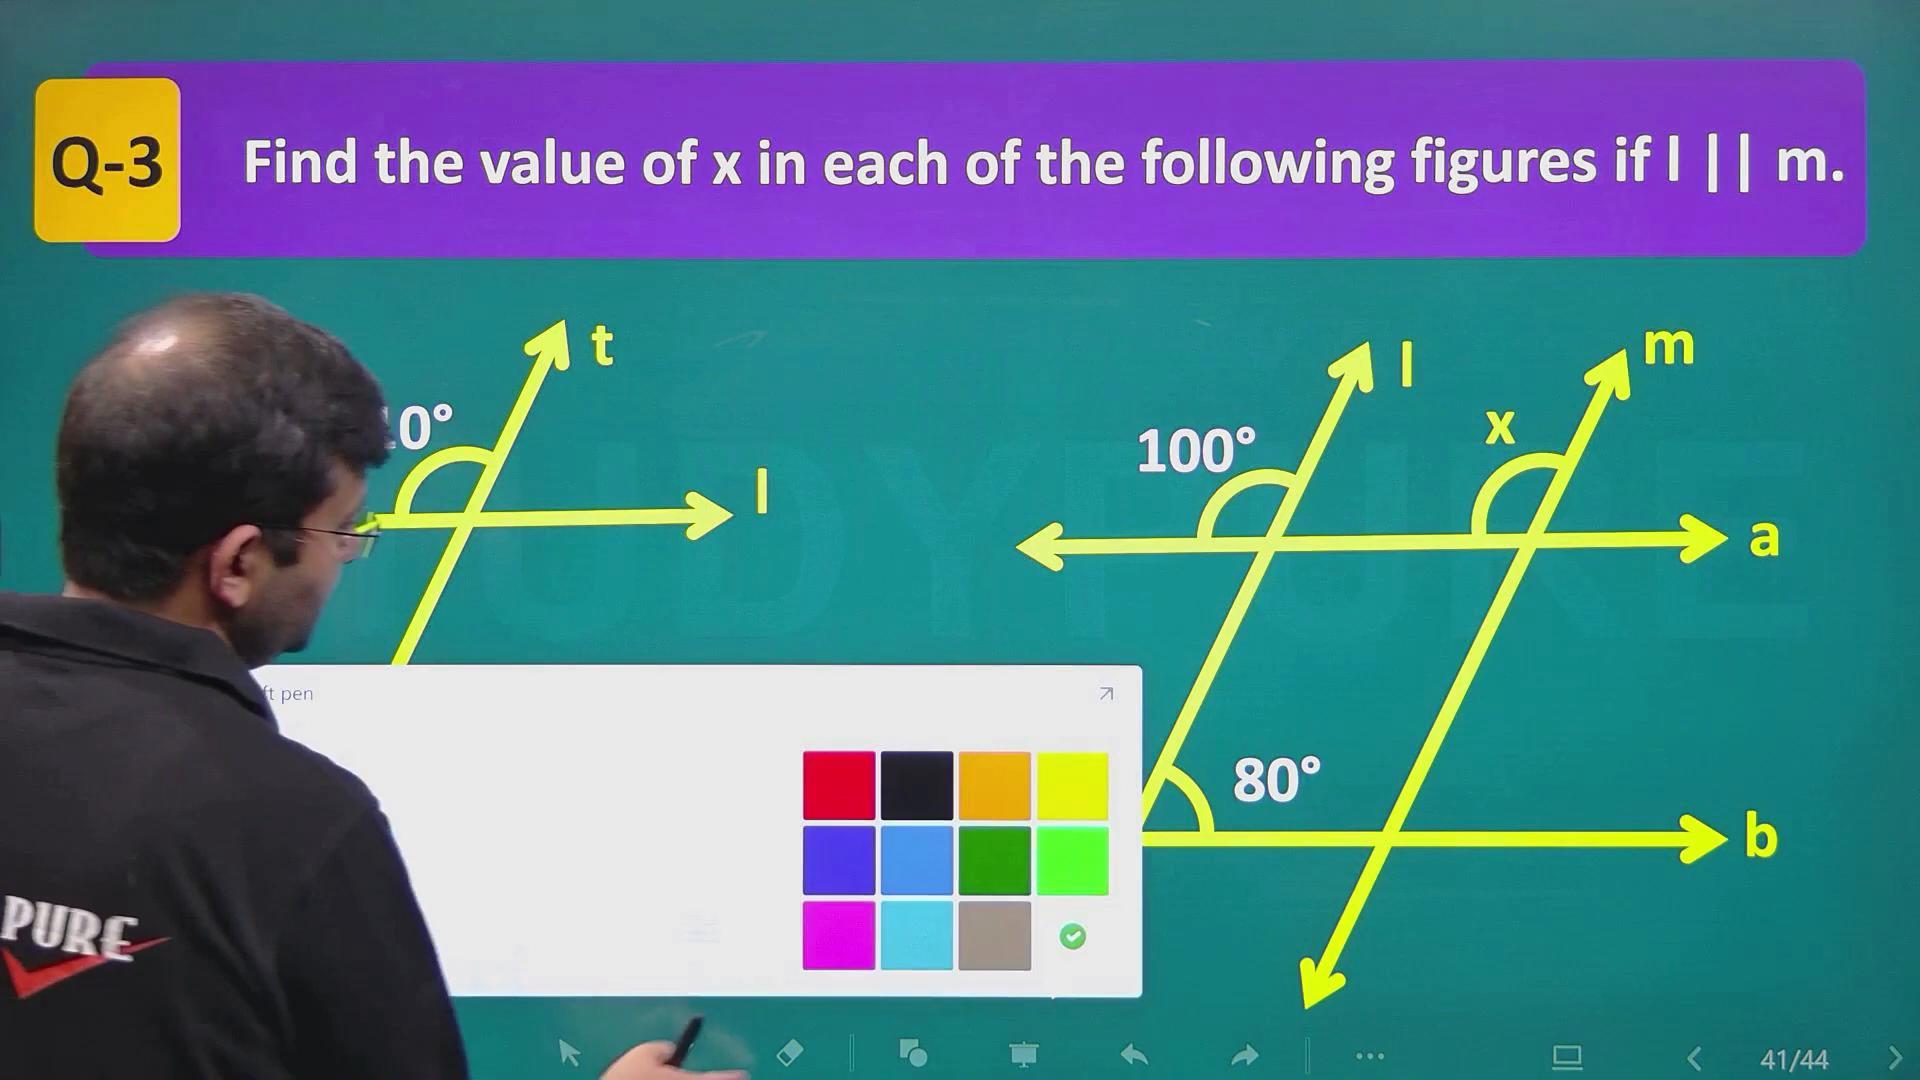 Q-3
Find the value of x in each of the following figures if l || m.
t
10°
l
l
m
100°
x
a
ft pen
80°
b
PURE
41/44